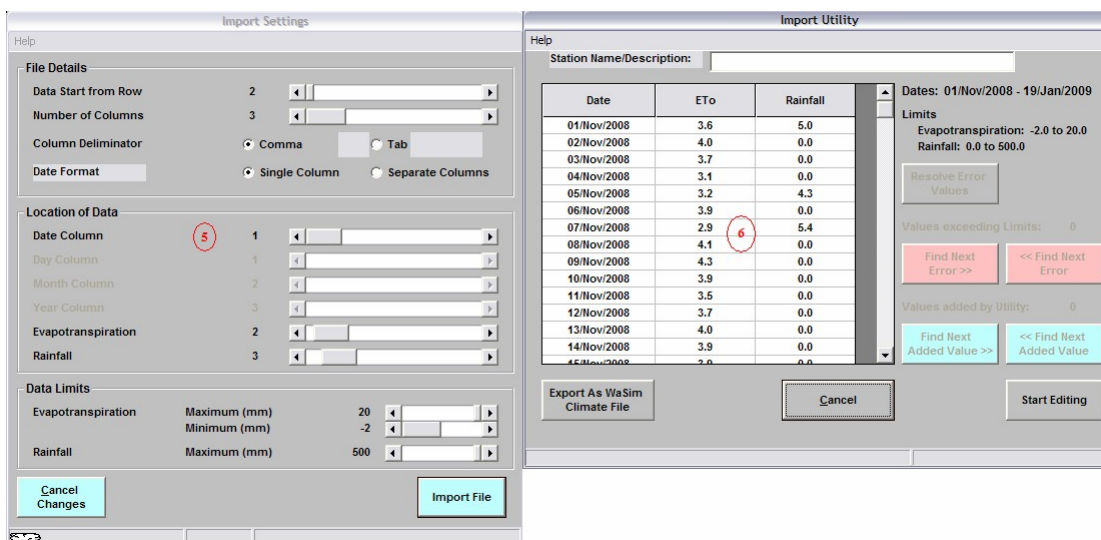 Import Settings
Help
File Details
Data Start from Row 2
Number of Columns 3
Column Deliminator Comma Tab
Date Format Single Column Separate Columns
Location of Data
Date Column 5 1
Day Column 1
Month Column 2
Year Column 3
Evapotranspiration 2
Rainfall 3
Data Limits
Evapotranspiration Maximum (mm) 20
Minimum (mm) -2
Rainfall Maximum (mm) 500
Cancel
Changes
Import File
Import Utility
Help
Station Name/Description:
Date ETo Rainfall
01/Nov/2008 3.6 5.0
02/Nov/2008 4.0 0.0
03/Nov/2008 3.7 0.0
04/Nov/2008 3.1 0.0
05/Nov/2008 3.2 4.3
06/Nov/2008 3.9 0.0
07/Nov/2008 2.9 5.4
6
08/Nov/2008 4.1 0.0
09/Nov/2008 4.3 0.0
10/Nov/2008 3.9 0.0
11/Nov/2008 3.5 0.0
12/Nov/2008 3.7 0.0
13/Nov/2008 4.0 0.0
14/Nov/2008 3.9 0.0
15/Nov/2008 3.9 0.0
Dates: 01/Nov/2008 - 19/Jan/2009
Limits
Evapotranspiration: -2.0 to 20.0
Rainfall: 0.0 to 500.0
Resolve Error
Values
Values exceeding Limits: 0
Find Next
Error >>
<< Find Next
Error
Values added by Utility: 0
Find Next
Added Value >>
<< Find Next
Added Value
Export As WaSim
Climate File
Cancel
Start Editing